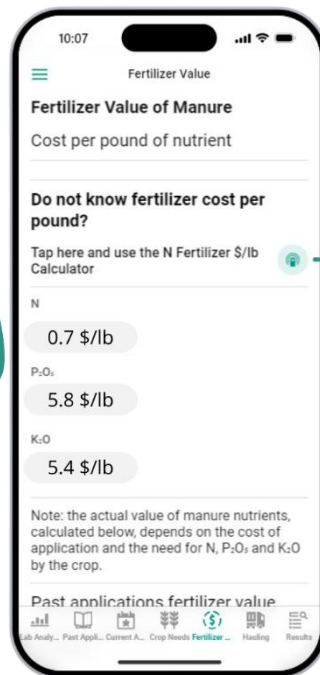 10:07
Fertilizer Value
Fertilizer Value of Manure
Cost per pound of nutrient
Do not know fertilizer cost per
pound?
Tap here and use the N Fertilizer $/lb
Calculator
N
0.7 $/lb
P₂O₅
5.8 $/lb
K₂O
5.4 $/lb
Note: the actual value of manure nutrients,
calculated below, depends on the cost of
application and the need for N, P₂O₅ and K₂O
by the crop.
Past applications fertilizer value
Lab Analy... Past Appli... Current A... Crop Needs Fertilizer ... Hauling Results